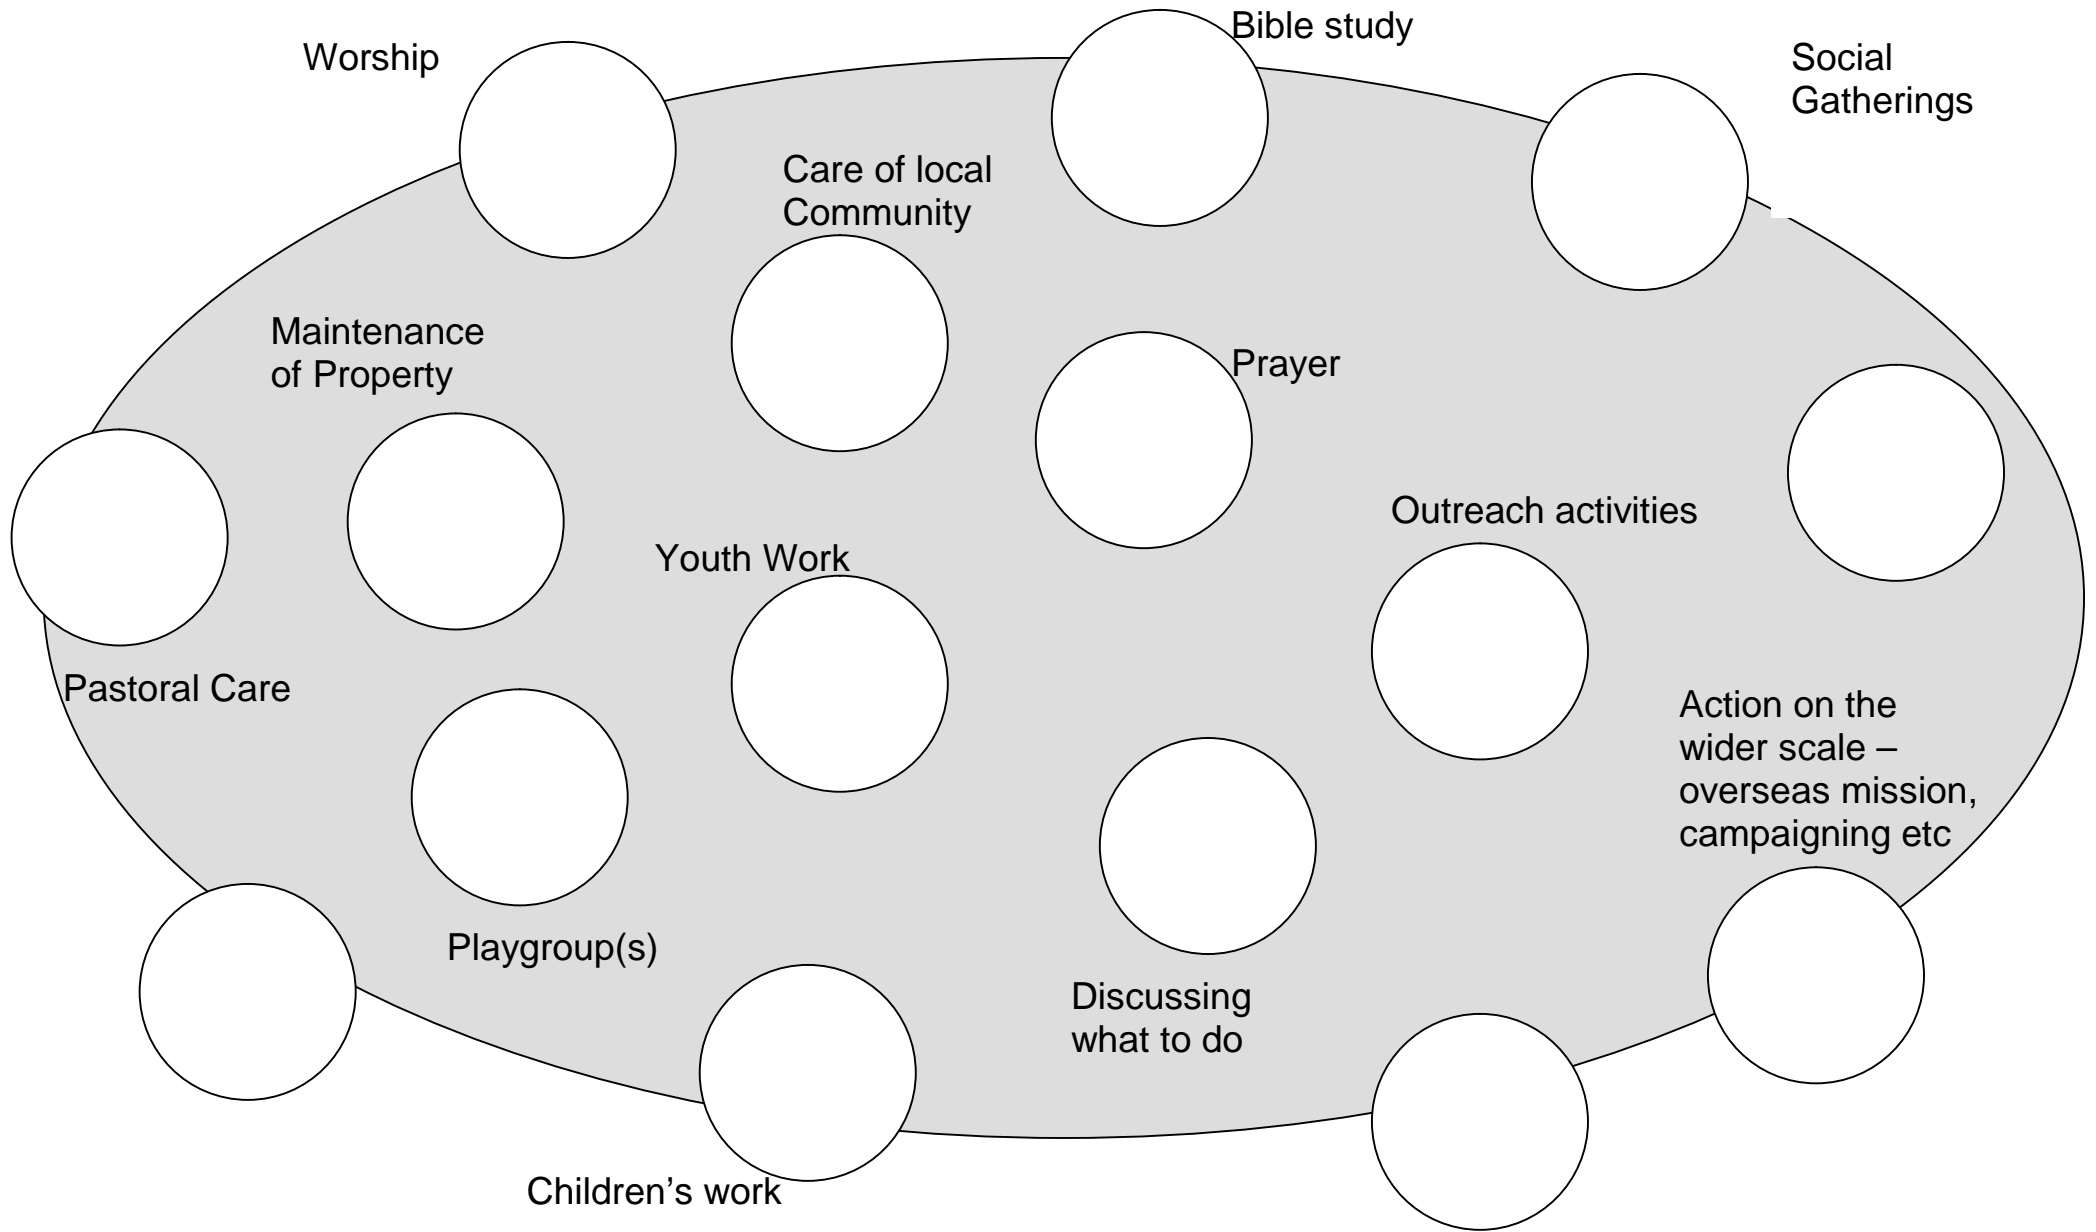 Worship
Bible study
Social
Gatherings
Care of local
Community
Maintenance
of Property
Prayer
Outreach activities
Youth Work
Pastoral Care
Action on the
wider scale –
overseas mission,
campaigning etc
Playgroup(s)
Discussing
what to do
Children’s work